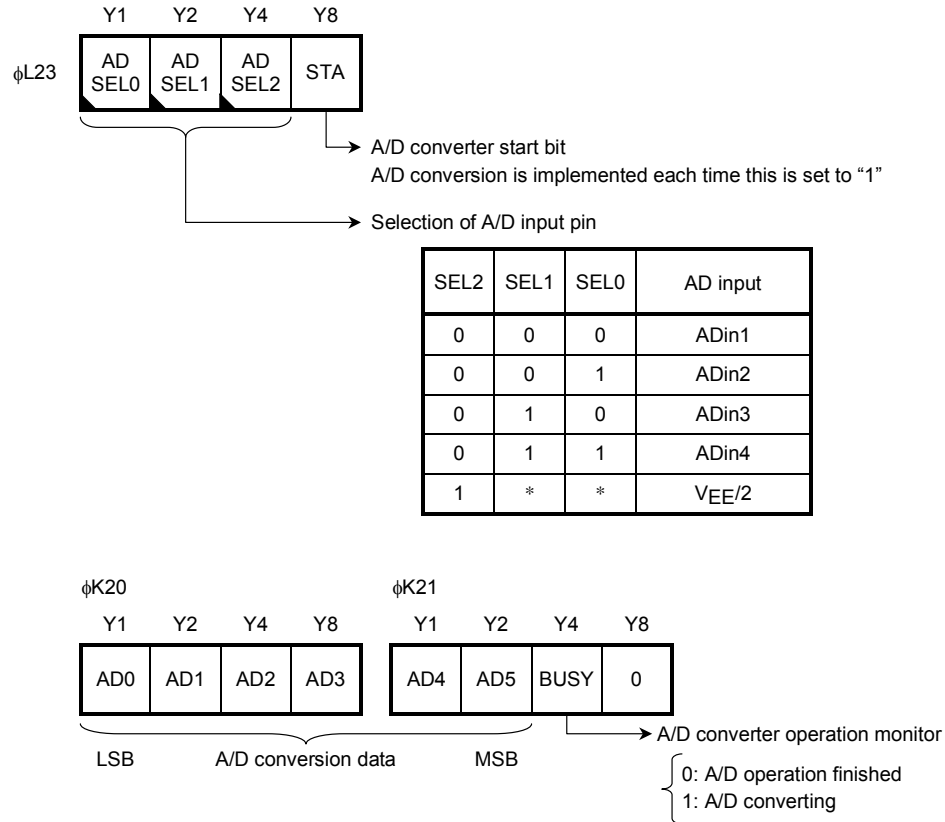 Y1 Y2 Y4 Y8
ϕL23
AD SEL0
AD SEL1
AD SEL2
STA
A/D converter start bit
A/D conversion is implemented each time this is set to “1”
Selection of A/D input pin
SEL2 SEL1 SEL0 AD input
0 0 0 ADin1
0 0 1 ADin2
0 1 0 ADin3
0 1 1 ADin4
1 * * VEE/2
ϕK20 ϕK21
Y1 Y2 Y4 Y8 Y1 Y2 Y4 Y8
AD0 AD1 AD2 AD3 AD4 AD5 BUSY 0
A/D converter operation monitor
LSB A/D conversion data MSB
0: A/D operation finished
1: A/D converting